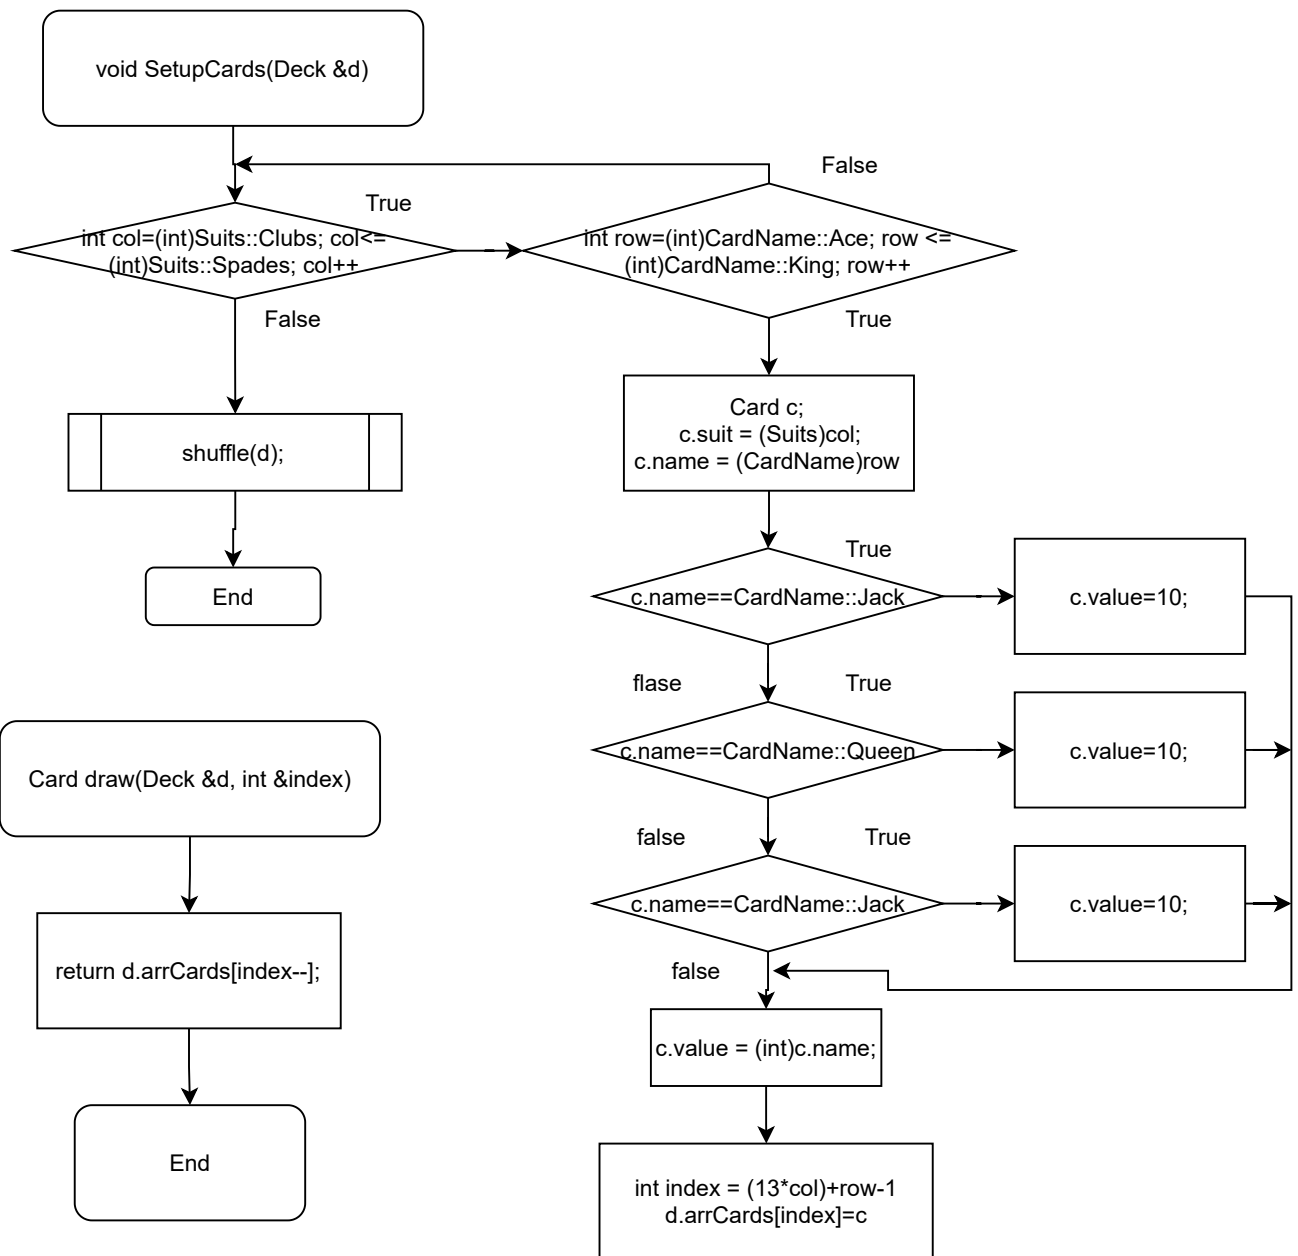 void SetupCards(Deck &d)
False
True
int col=(int)Suits::Clubs; col<=
(int)Suits::Spades; col++
int row=(int)CardName::Ace; row <=
(int)CardName::King; row++
False
True
Card c;
c.suit = (Suits)col;
c.name = (CardName)row
shuffle(d);
End
True
c.name==CardName::Jack
c.value=10;
flase
True
c.name==CardName::Queen
c.value=10;
false
True
c.name==CardName::Jack
c.value=10;
false
c.value = (int)c.name;
int index = (13*col)+row-1
d.arrCards[index]=c
Card draw(Deck &d, int &index)
return d.arrCards[index--];
End